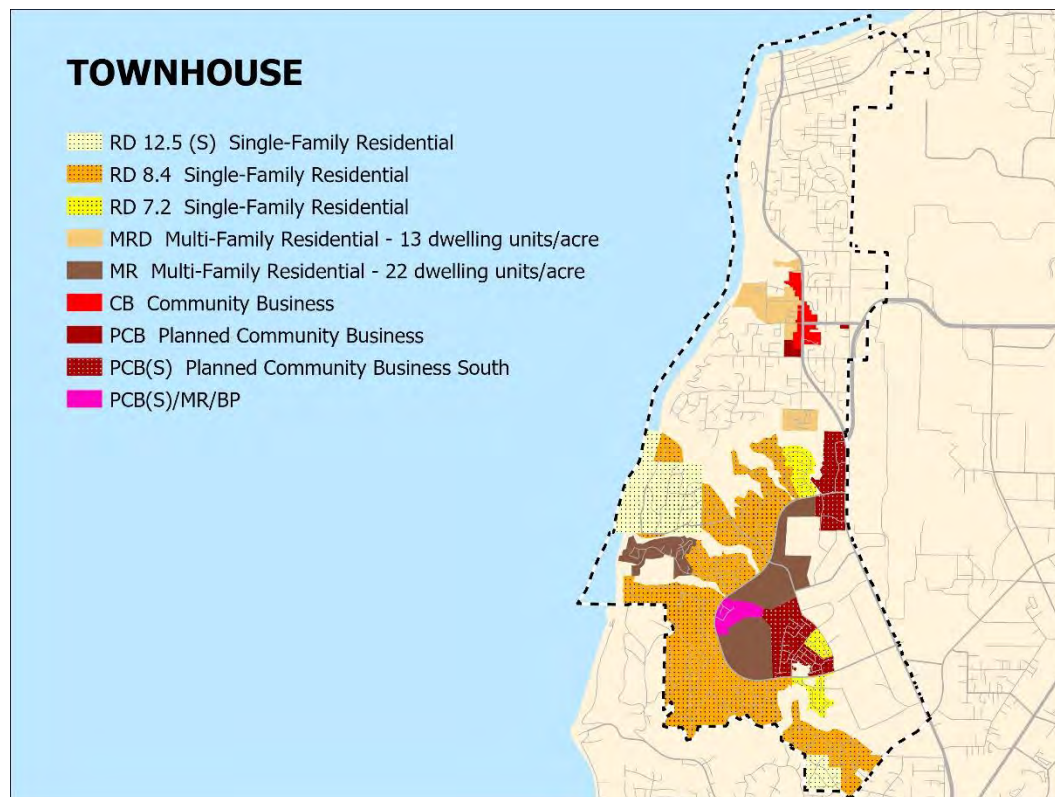 TOWNHOUSE
RD 12.5 (S) Single-Family Residential
RD 8.4 Single-Family Residential
RD 7.2 Single-Family Residential
MRD Multi-Family Residential - 13 dwelling units/acre
MR Multi-Family Residential - 22 dwelling units/acre
CB Community Business
PCB Planned Community Business
PCB(S) Planned Community Business South
PCB(S)/MR/BP